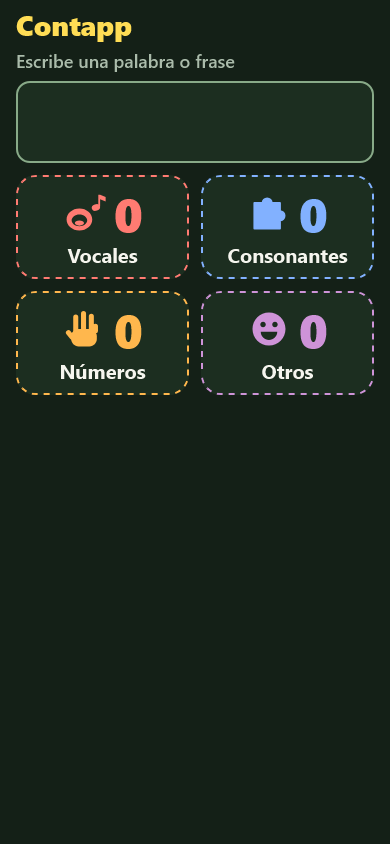 Contapp
Escribe una palabra o frase
0
Vocales
0
Consonantes
0
Números
0
Otros